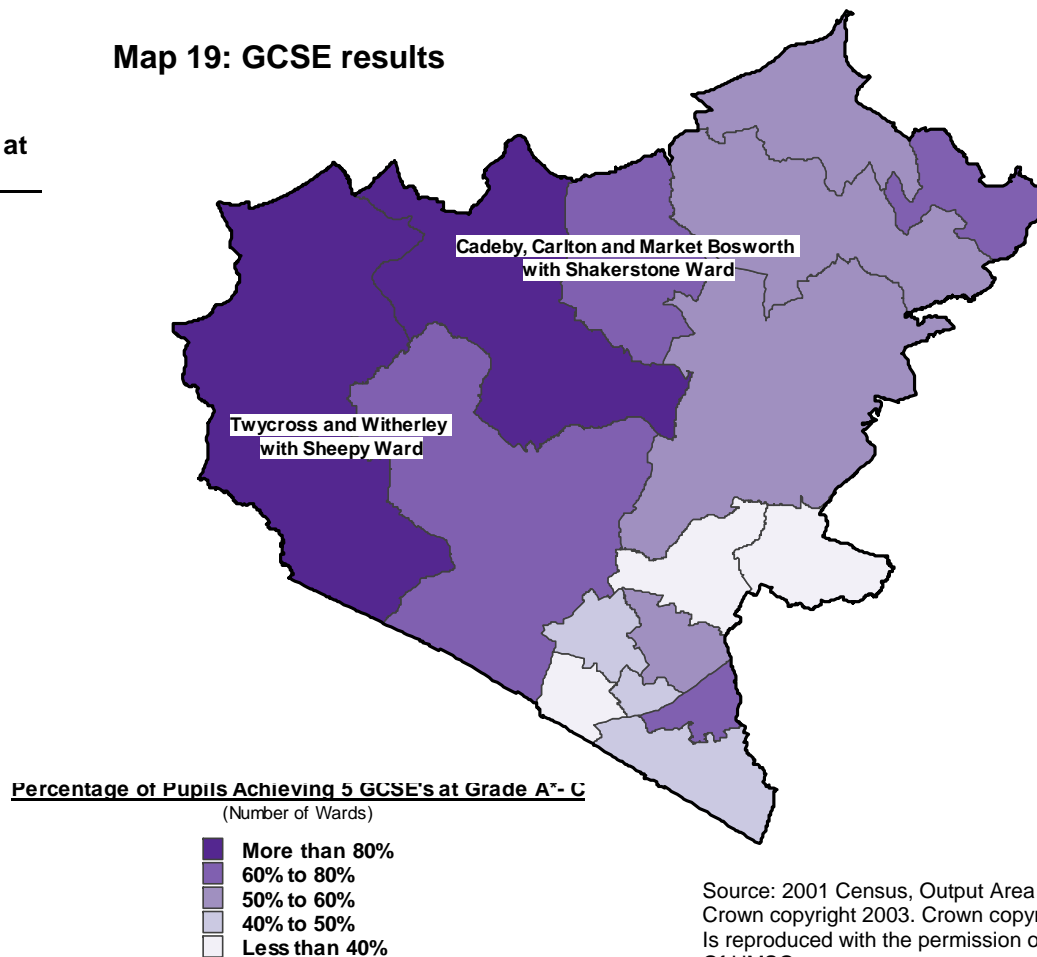 Map 19: GCSE results
at
Cadeby, Carlton and Market Bosworth
with Shakerstone Ward
Twycross and Witherley
with Sheepy Ward
Percentage of Pupils Achieving 5 GCSE's at Grade A*- C
(Number of Wards)
More than 80%
60% to 80%
50% to 60%
40% to 50%
Less than 40%
Source: 2001 Census, Output Area
Crown copyright 2003. Crown copyr
Is reproduced with the permission o